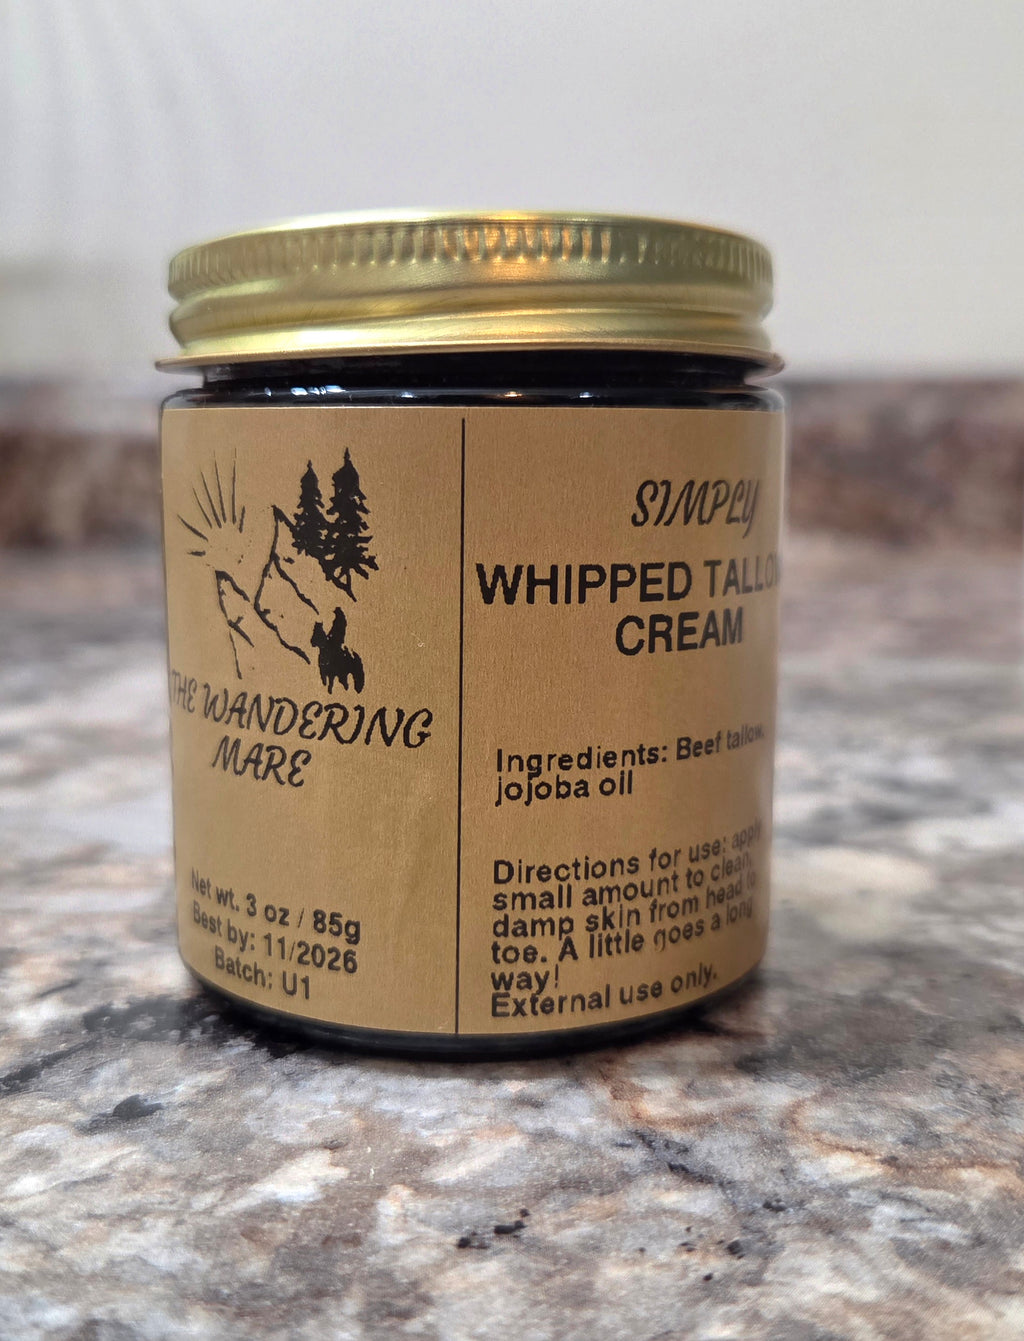 THE WANDERING
MARE
Net wt. 3 oz / 85g
Best by: 11/2026
Batch: U1
SIMPLY
WHIPPED TALLOW
CREAM
Ingredients: Beef tallow,
jojoba oil
Directions for use: apply
small amount to clean,
damp skin from head to
toe. A little goes a long
way!
External use only.